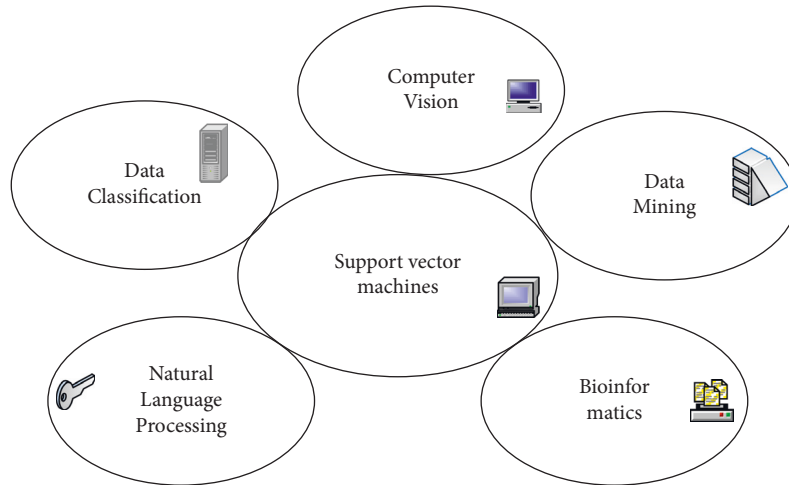 Computer
Vision
Data
Classification
Data
Mining
Support vector
machines
Natural
Language
Processing
Bioinfor
matics